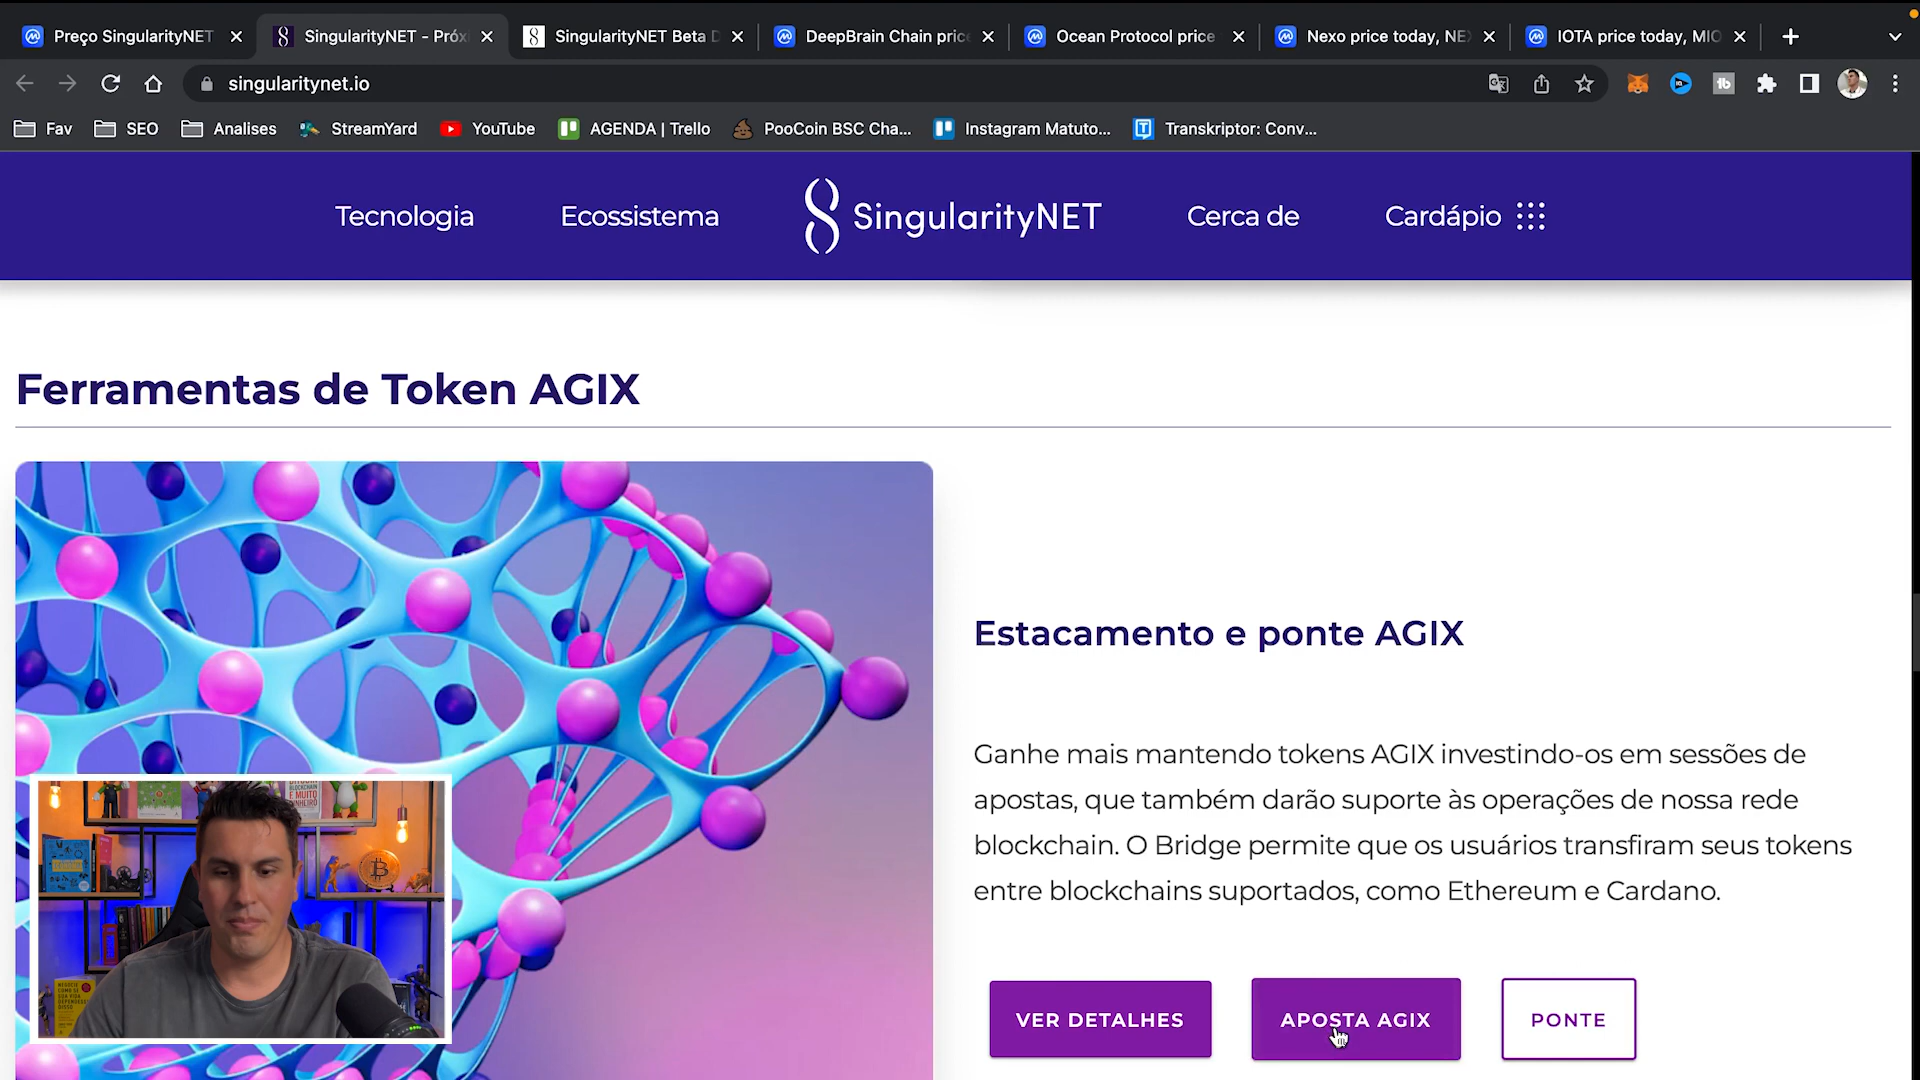 Preço SingularityNET
SingularityNET - Próxi
SingularityNET Beta D
DeepBrain Chain price
Ocean Protocol price
Nexo price today, NEX
IOTA price today, MIO
singularitynet.io
Fav
SEO
Analises
StreamYard
YouTube
AGENDA | Trello
PooCoin BSC Cha...
Instagram Matuto...
Transkriptor: Conv...
Tecnologia
Ecossistema
SingularityNET
Cerca de
Cardápio
Ferramentas de Token AGIX
Estacamento e ponte AGIX
Ganhe mais mantendo tokens AGIX investindo-os em sessões de
apostas, que também darão suporte às operações de nossa rede
blockchain. O Bridge permite que os usuários transfiram seus tokens
entre blockchains suportados, como Ethereum e Cardano.
VER DETALHES
APOSTA AGIX
PONTE